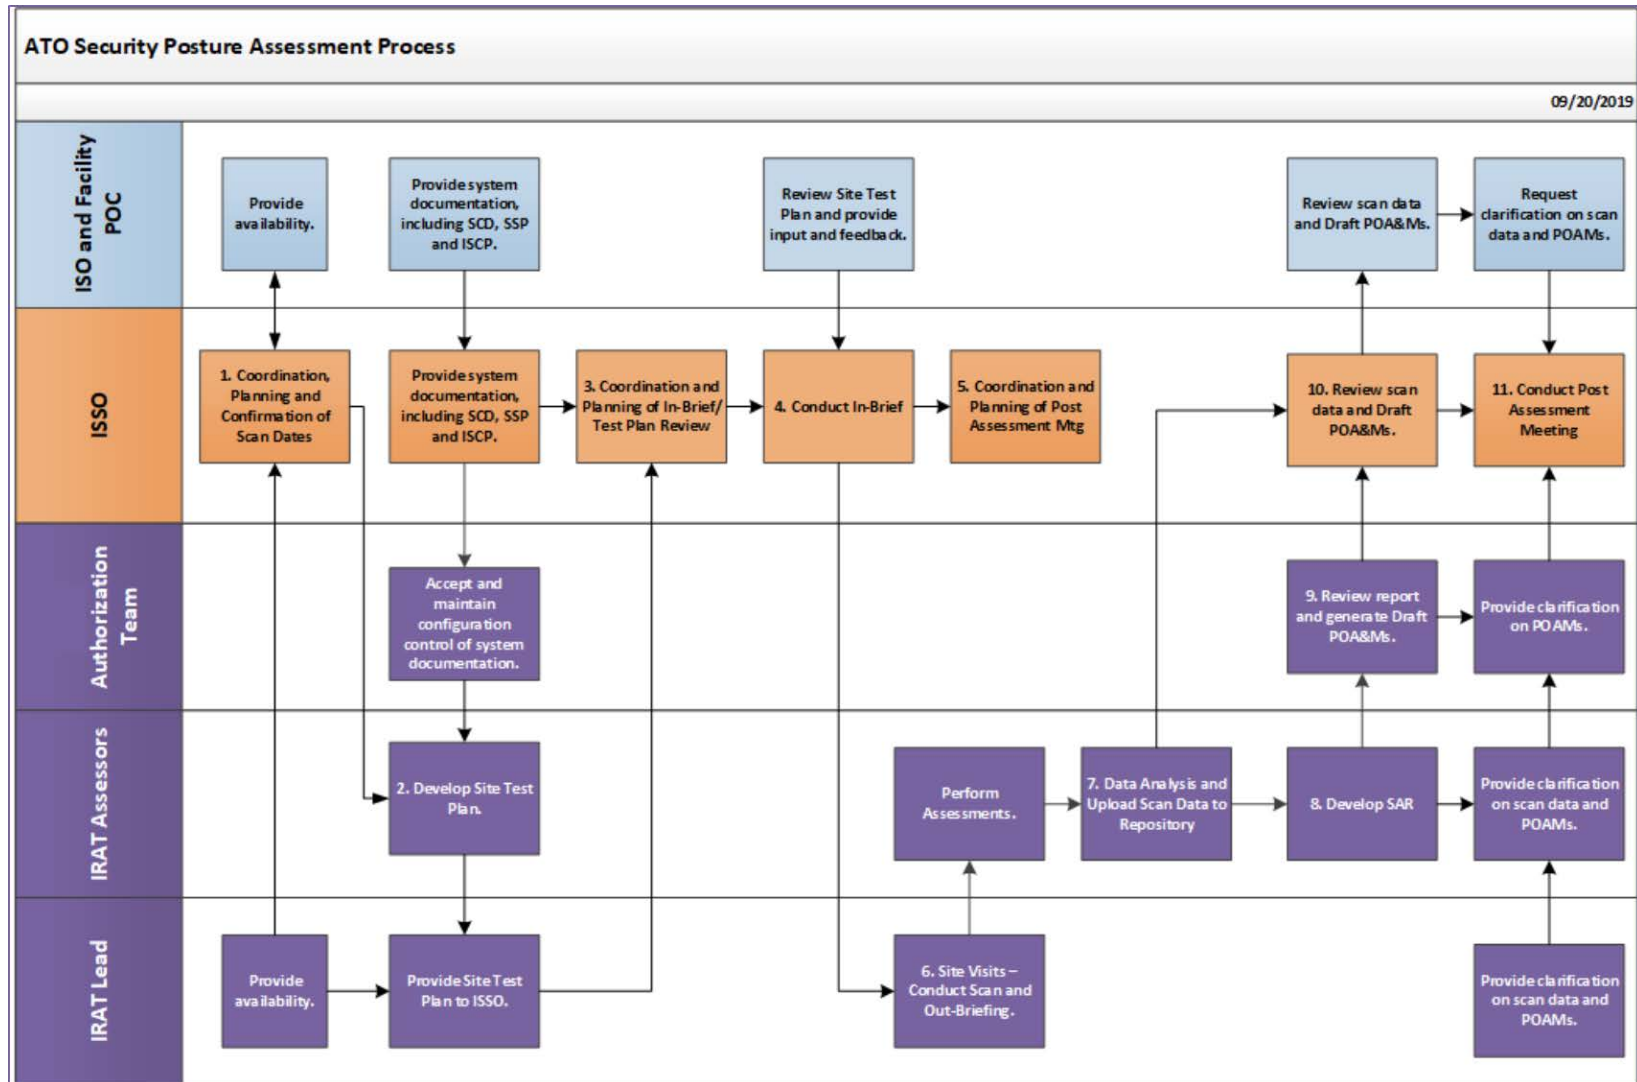 ATO Security Posture Assessment Process
09/20/2019
ISO and Facility
POC
Provide
availability.
Provide system
documentation,
including SCD, SSP
and ISCP.
Review Site Test
Plan and provide
input and feedback.
Review scan data
and Draft POA&Ms.
Request
clarification on scan
data and POAMs.
ISSO
1. Coordination,
Planning and
Confirmation of
Scan Dates
Provide system
documentation,
including SCD, SSP
and ISCP.
3. Coordination and
Planning of In-Brief/
Test Plan Review
4. Conduct In-Brief
5. Coordination and
Planning of Post
Assessment Mtg
10. Review scan
data and Draft
POA&Ms.
11. Conduct Post
Assessment
Meeting
Authorization
Team
Accept and
maintain
configuration
control of system
documentation.
9. Review report
and generate Draft
POA&Ms.
Provide clarification
on POAMs.
IRAT Assessors
2. Develop Site Test
Plan.
Perform
Assessments.
7. Data Analysis and
Upload Scan Data to
Repository
8. Develop SAR
Provide clarification
on scan data and
POAMs.
IRAT Lead
Provide
availability.
Provide Site Test
Plan to ISSO.
6. Site Visits –
Conduct Scan and
Out-Briefing.
Provide clarification
on scan data and
POAMs.